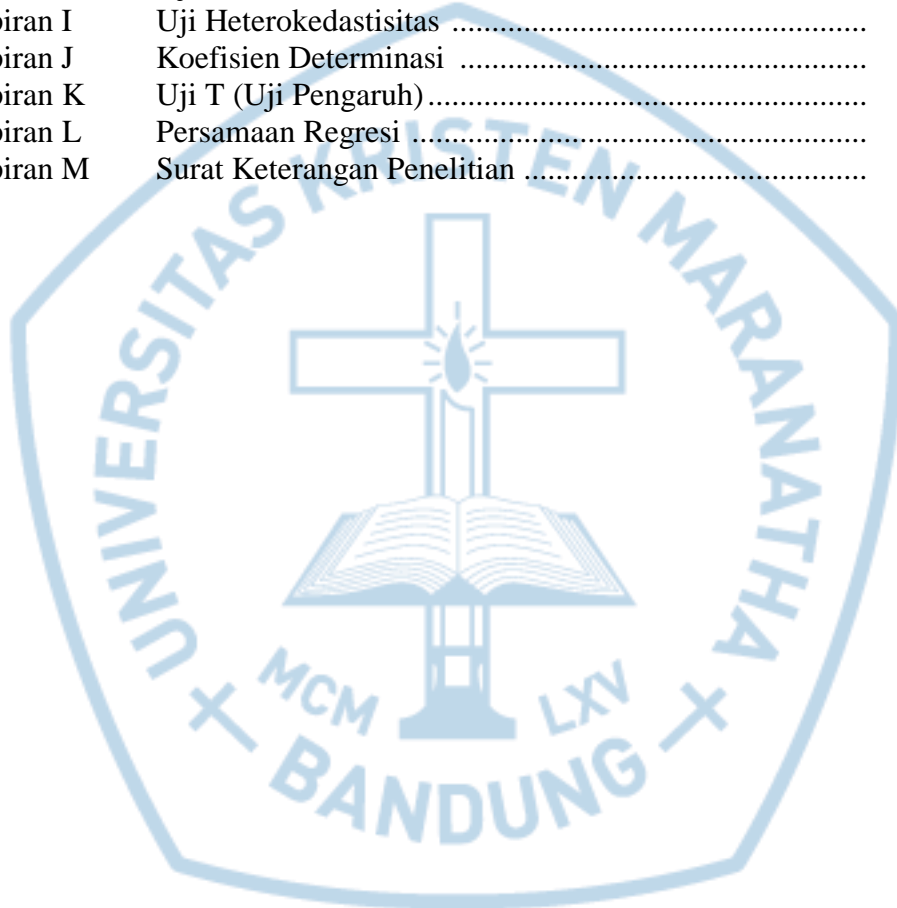 piran I Uji Heterokedastisitas ....................................................
piran J Koefisien Determinasi ...................................................
piran K Uji T (Uji Pengaruh) .......................................................
piran L Persamaan Regresi .........................................................
piran M Surat Keterangan Penelitian ...........................................
UNIVERSITAS KRISTEN MARANATHA
MCM LXV
BANDUNG